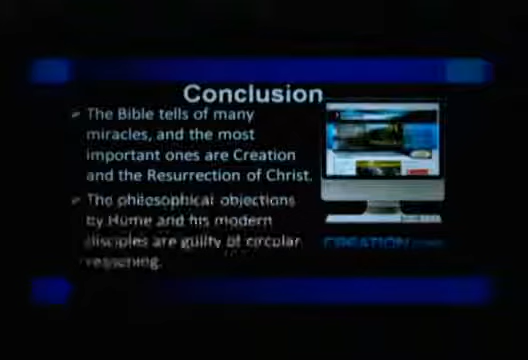 Conclusion
The Bible tells of many
miracles, and the most
important ones are Creation
and the Resurrection of Christ.
The philosophical objections
by Hume and his modern
disciples are guilty of circular
reasoning.
CREATION